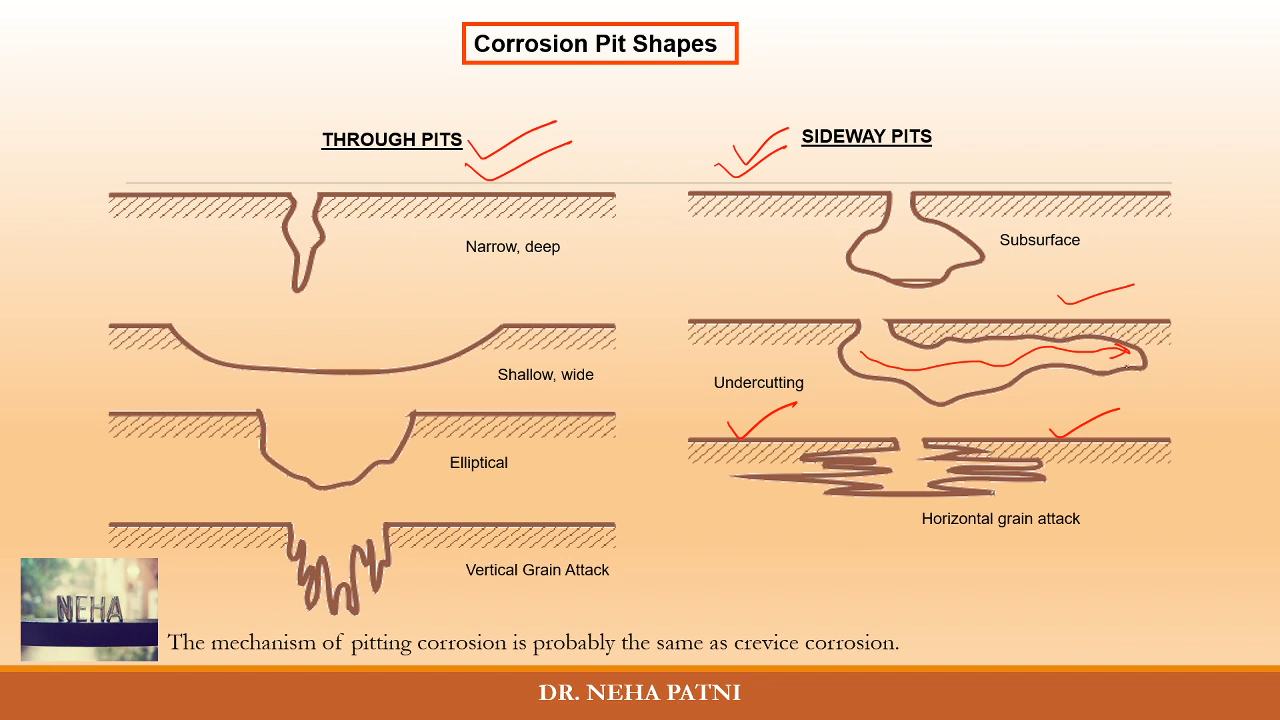 Corrosion Pit Shapes
THROUGH PITS
Narrow, deep
Shallow, wide
Elliptical
Vertical Grain Attack
SIDEWAY PITS
Subsurface
Undercutting
Horizontal grain attack
NEHA
The mechanism of pitting corrosion is probably the same as crevice corrosion.
DR. NEHA PATNI